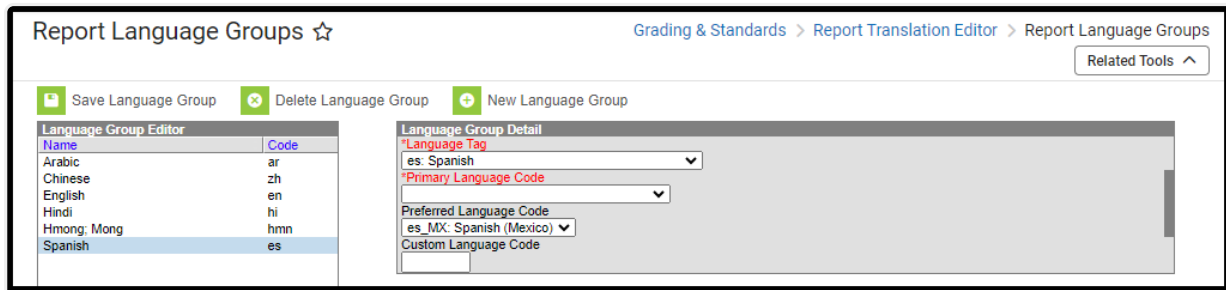 Report Language Groups
Grading & Standards > Report Translation Editor > Report Language Groups
Related Tools
Save Language Group Delete Language Group New Language Group
Language Group Editor
Name Code
Arabic ar
Chinese zh
English en
Hindi hi
Hmong; Mong hmn
Spanish es
Language Group Detail
*Language Tag
es: Spanish
*Primary Language Code
Preferred Language Code
es_MX: Spanish (Mexico)
Custom Language Code